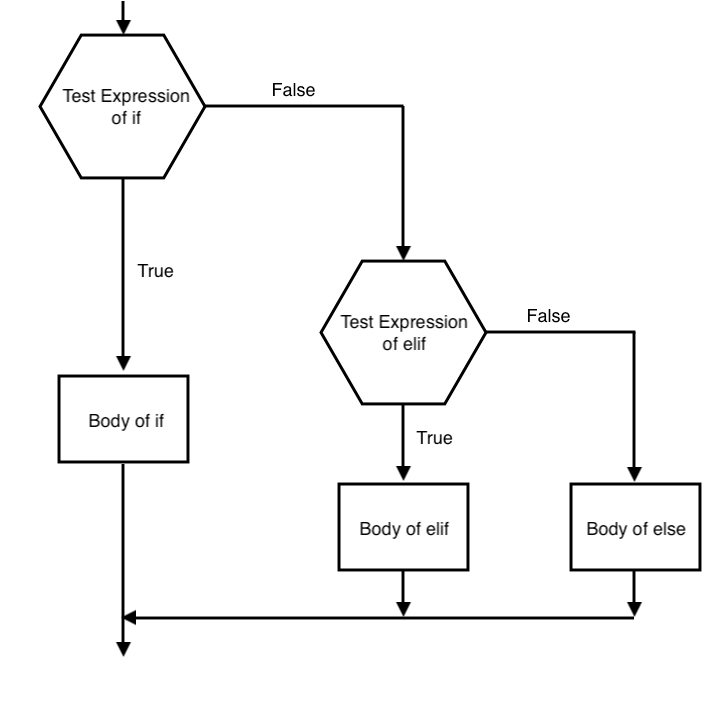 Test Expression
of if
False
True
Test Expression
of elif
False
True
Body of if
Body of elif
Body of else